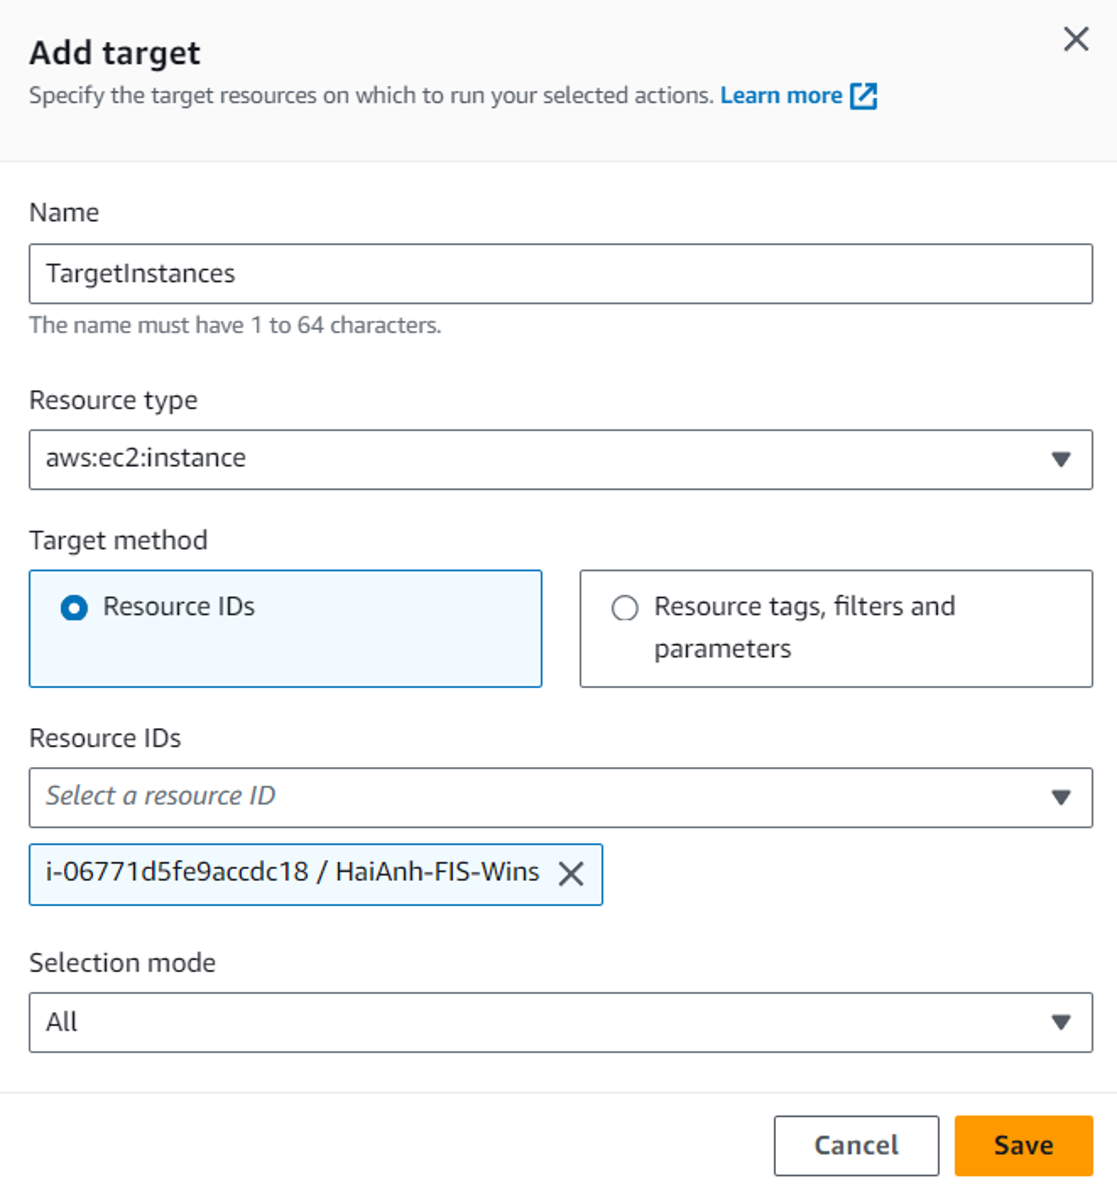 Add target
Specify the target resources on which to run your selected actions. Learn more
Name
TargetInstances
The name must have 1 to 64 characters.
Resource type
aws:ec2:instance
Target method
Resource IDs
Resource tags, filters and
parameters
Resource IDs
Select a resource ID
i-06771d5fe9accdc18 / HaiAnh-FIS-Wins
Selection mode
All
Cancel
Save